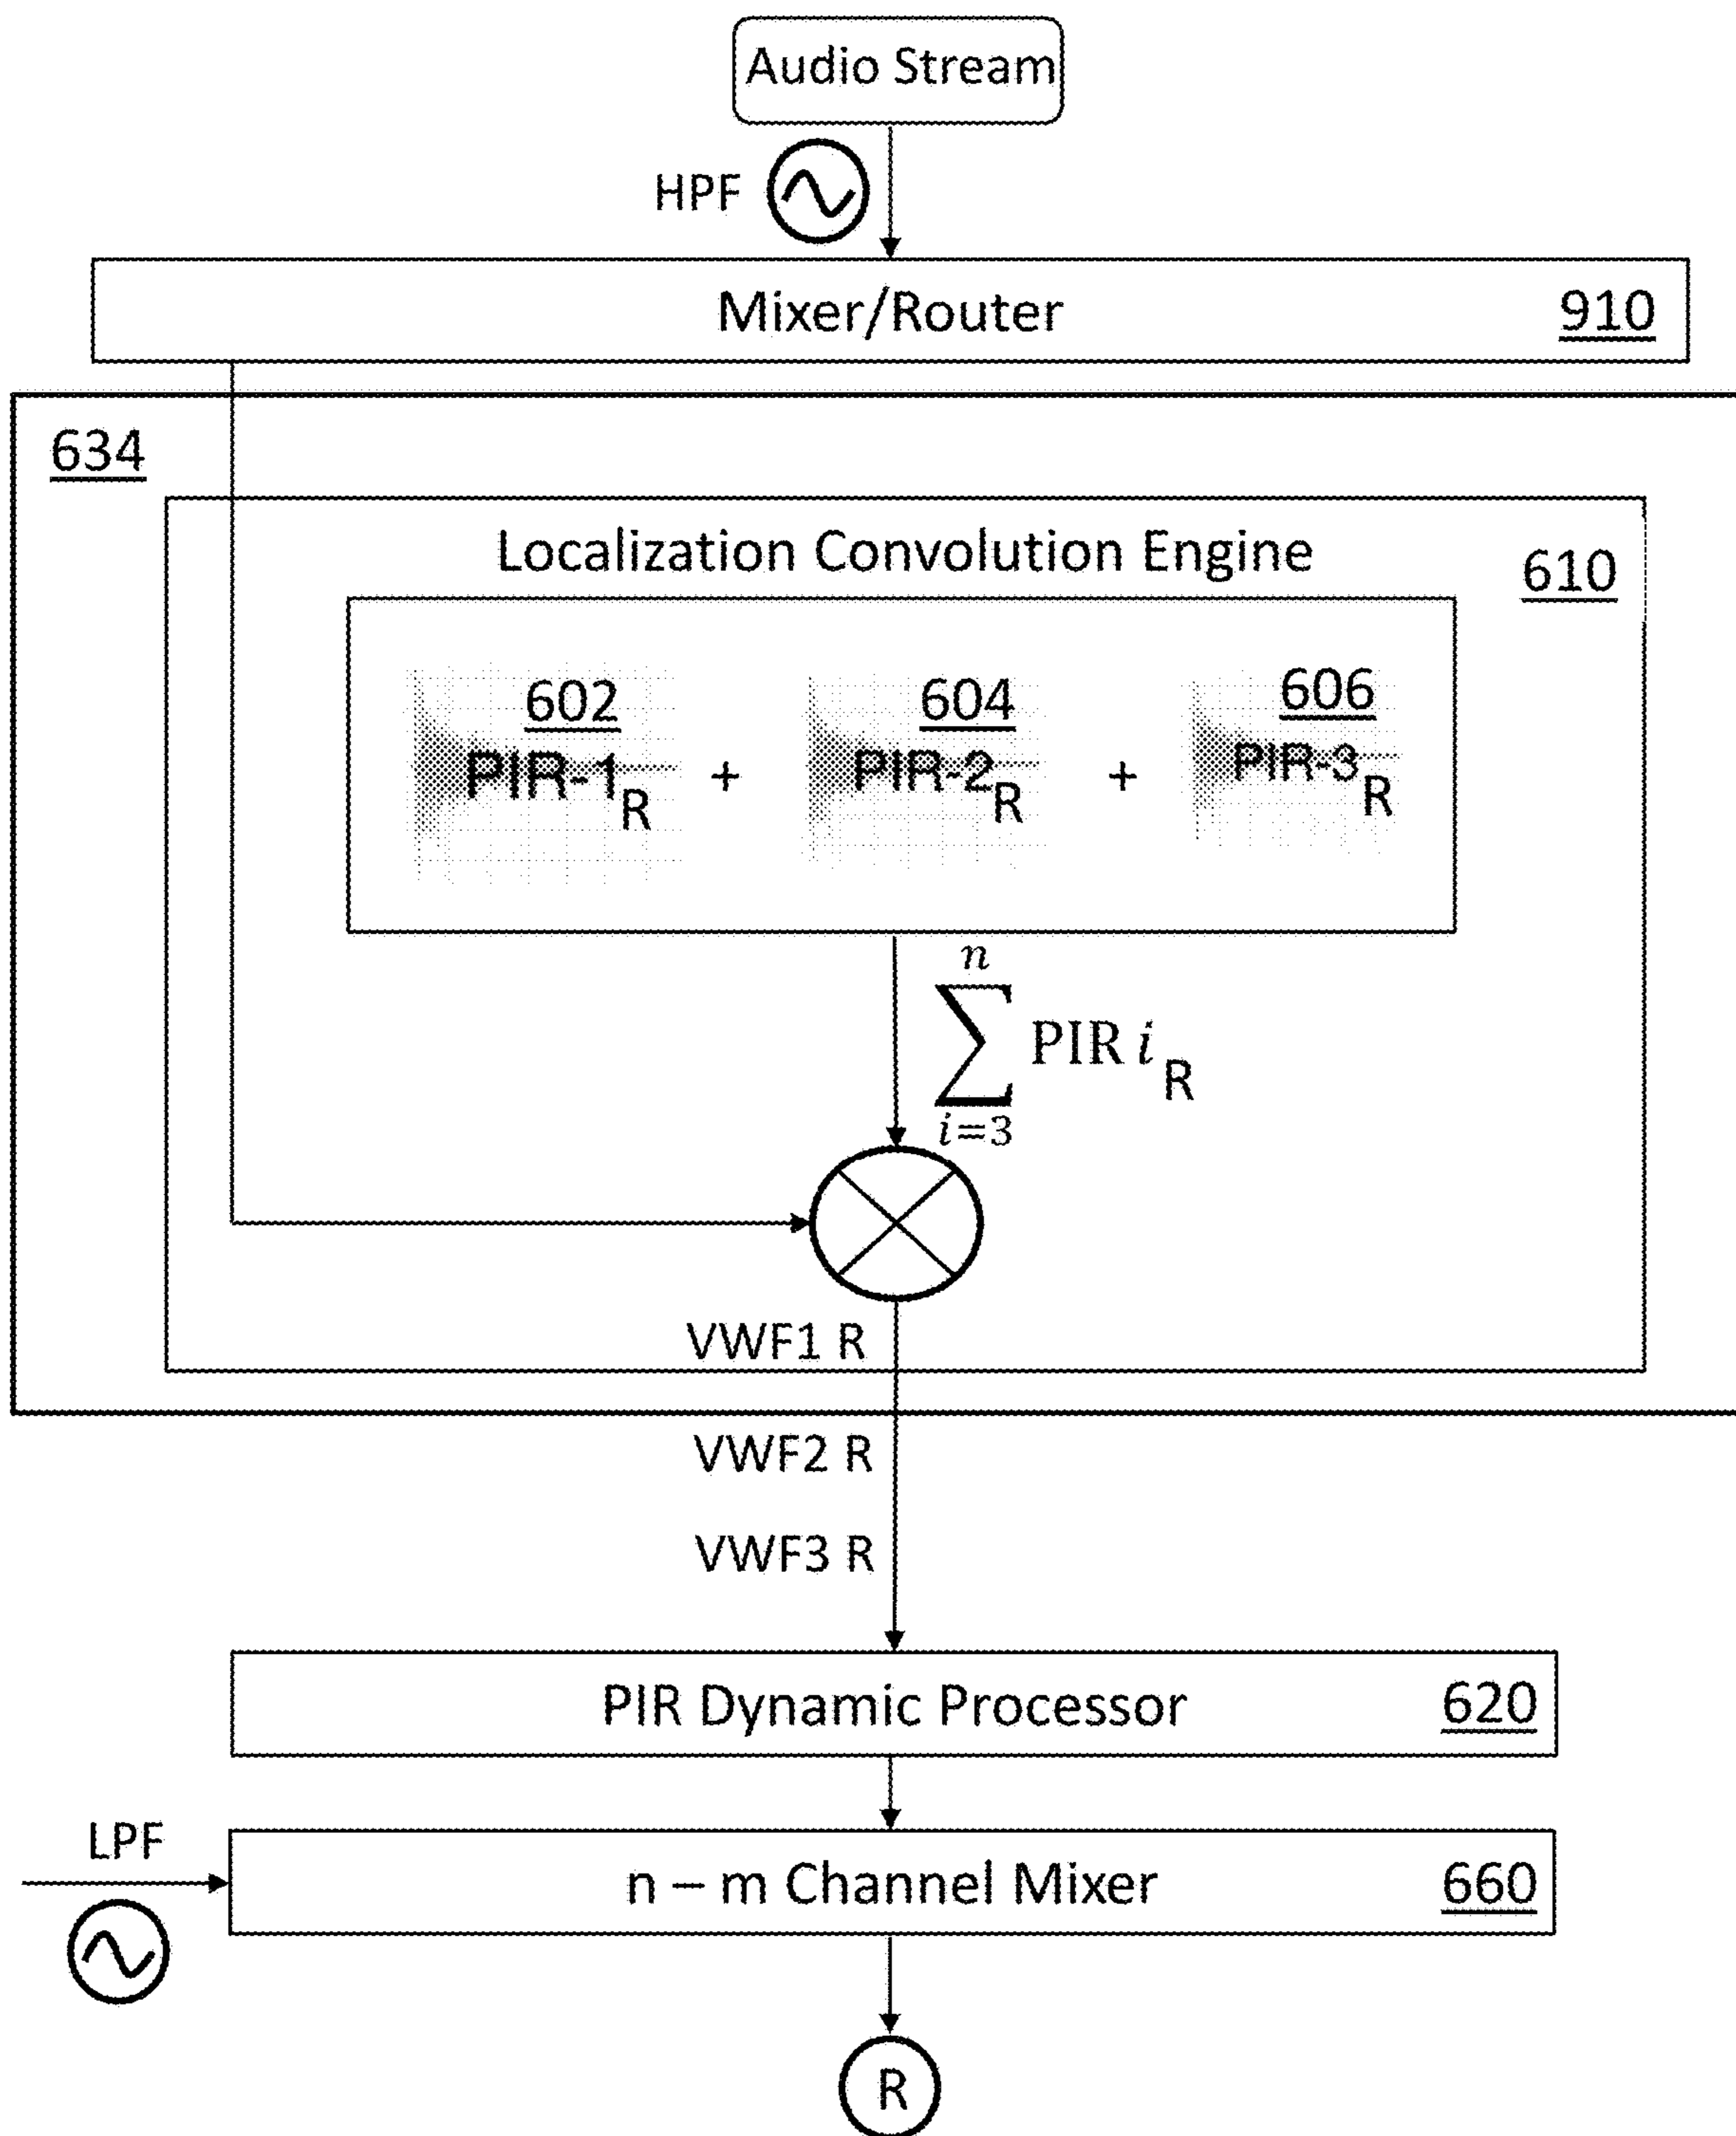 Audio Stream
HPF
Mixer/Router 910
634
Localization Convolution Engine
610
602 604 606
PIR-1R + PIR-2R + PIR-3R
n
∑ PIR i R
i=3
VWF1 R
VWF2 R
VWF3 R
PIR Dynamic Processor 620
LPF
n – m Channel Mixer 660
R